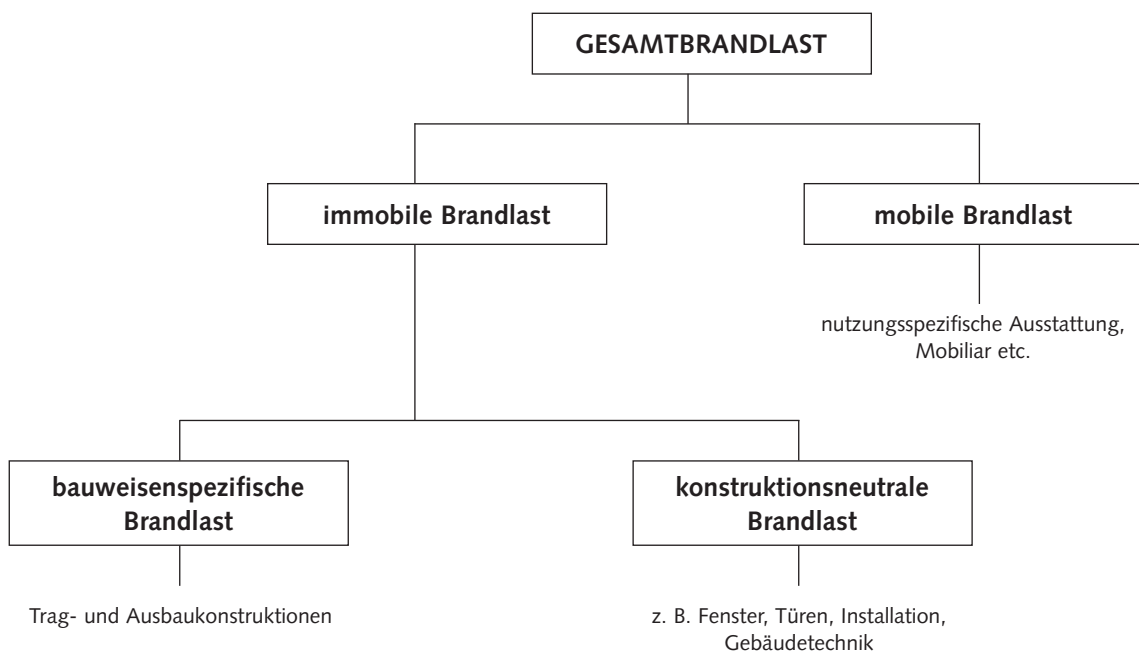 GESAMTBRANDLAST
immobile Brandlast
mobile Brandlast
nutzungsspezifische Ausstattung,
Mobiliar etc.
bauweisenspezifische
Brandlast
konstruktionsneutrale
Brandlast
Trag- und Ausbaukonstruktionen
z. B. Fenster, Türen, Installation,
Gebäudetechnik